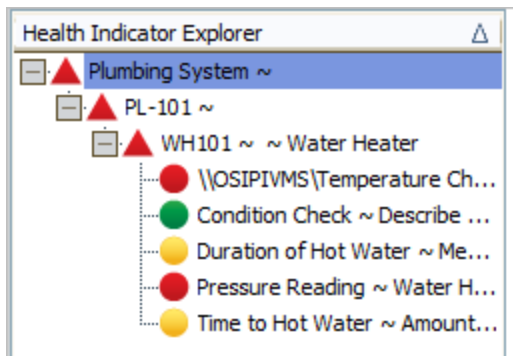 Health Indicator Explorer
Plumbing System ~
PL-101 ~
WH101 ~ ~ Water Heater
\\OSIPIVMS\Temperature Ch...
Condition Check ~ Describe ...
Duration of Hot Water ~ Me...
Pressure Reading ~ Water H...
Time to Hot Water ~ Amount...